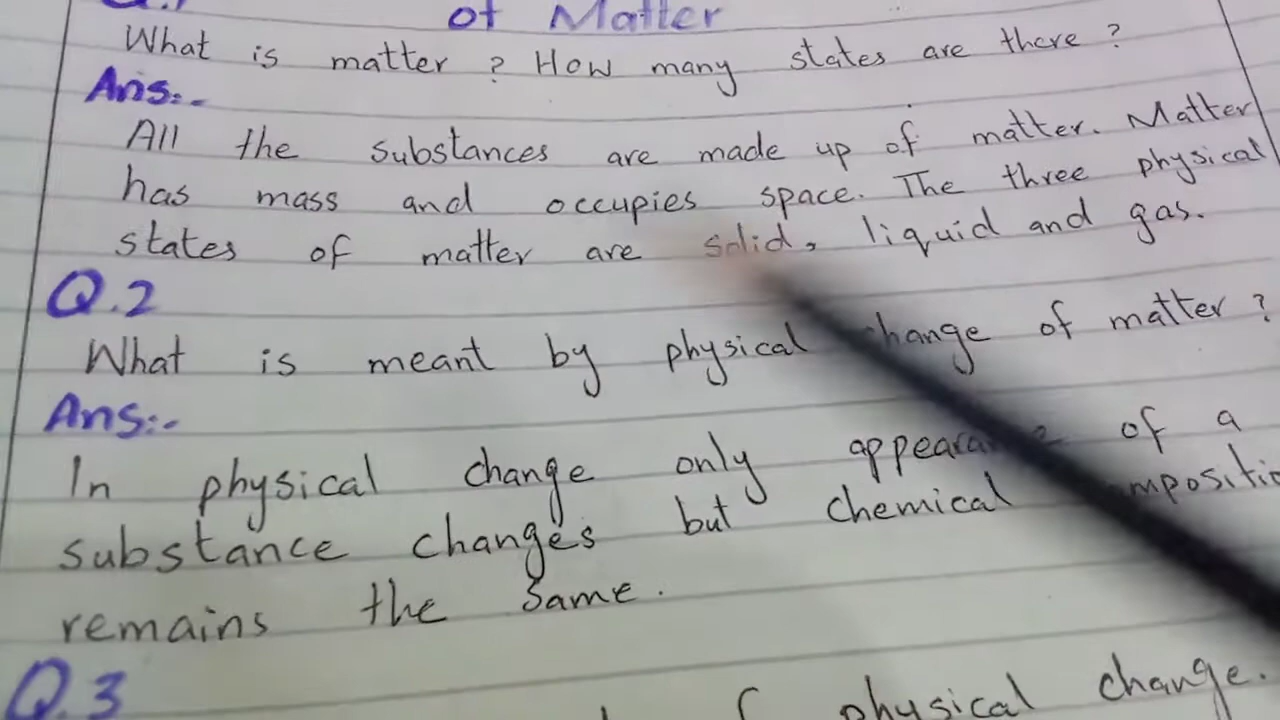 of Matter
What is matter ? How many states are there ?
Ans:-
All the substances are made up of matter. Matter
has mass and occupies space. The three physical
states of matter are solid, liquid and gas.
Q.2
What is meant by physical change of matter ?
Ans:-
In physical change only appearance of a
substance changes but chemical
remains the same.
Q.3
physical change.